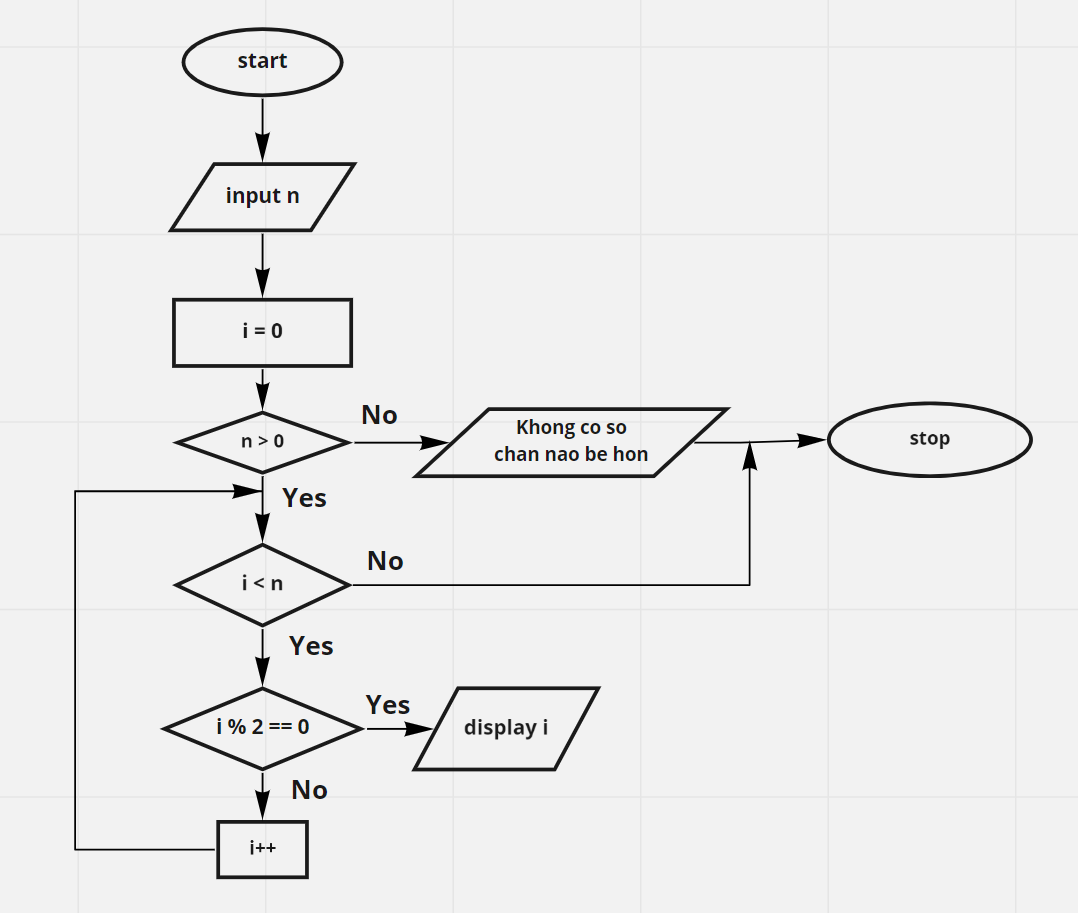 start
input n
i = 0
n > 0
No
Khong co so
chan nao be hon
stop
Yes
i < n
No
Yes
i % 2 == 0
Yes
display i
No
i++